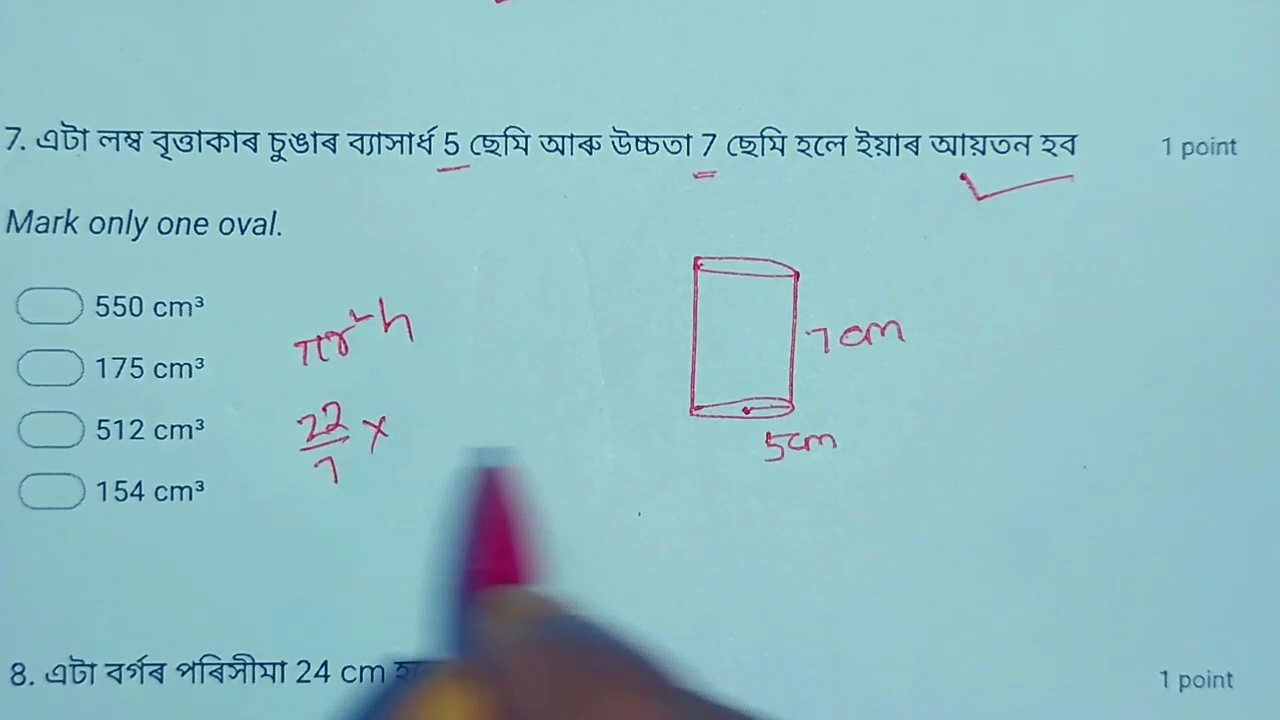 7. এটা লম্ব বৃত্তাকাৰ চুঙাৰ ব্যাসাৰ্ধ 5 ছেমি আৰু উচ্চতা 7 ছেমি হলে ইয়াৰ আয়তন হব 1 point
Mark only one oval.
550 cm³
175 cm³
512 cm³
154 cm³
πr²h
22/7 ×
7cm
5cm
8. এটা বৰ্গৰ পৰিসীমা 24 cm 1 point